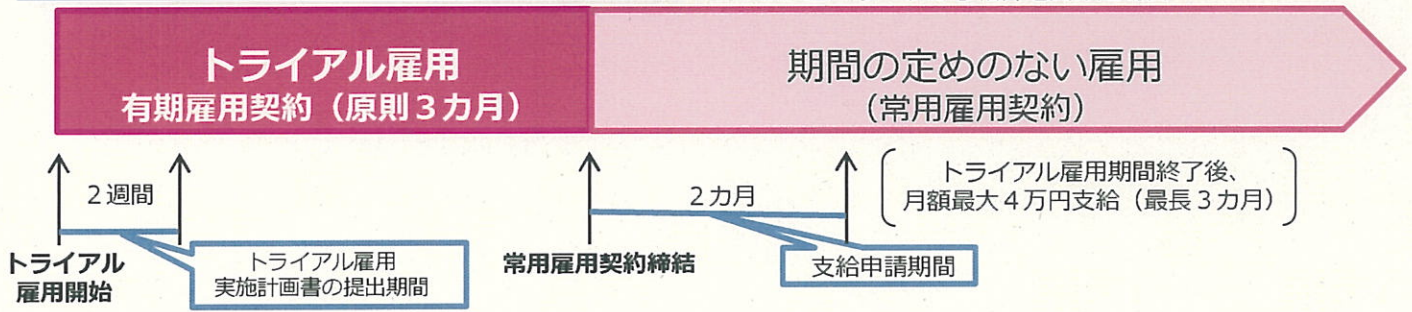 トライアル雇用
有期雇用契約（原則３カ月）
期間の定めのない雇用
（常用雇用契約）
２週間
２カ月
トライアル雇用期間終了後、
月額最大４万円支給（最長３カ月）
トライアル
雇用開始
トライアル雇用
実施計画書の提出期間
常用雇用契約締結
支給申請期間